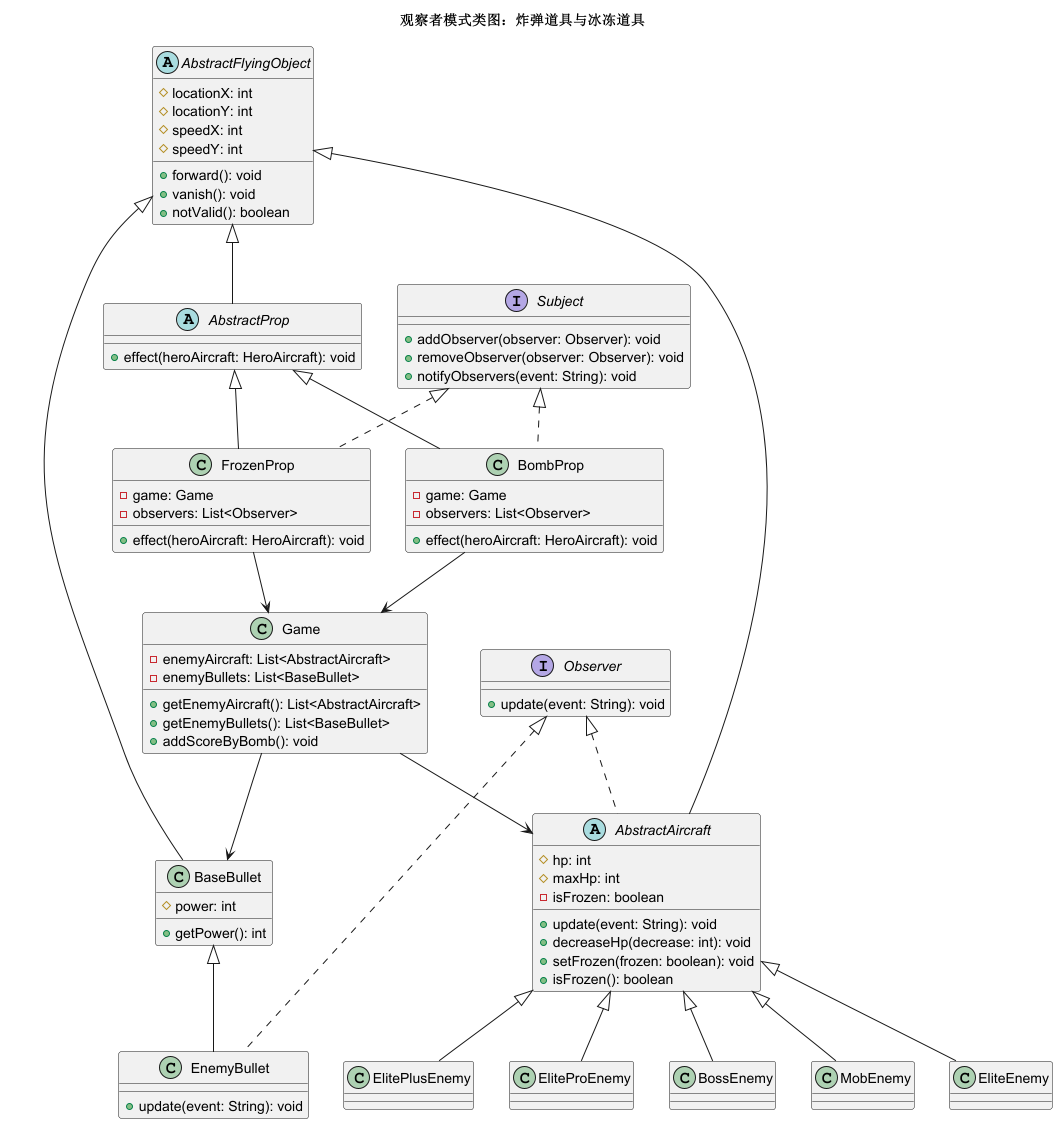 观察者模式类图：炸弹道具与冰冻道具
A AbstractFlyingObject
locationX: int
locationY: int
speedX: int
speedY: int
forward(): void
vanish(): void
notValid(): boolean
A AbstractProp
effect(heroAircraft: HeroAircraft): void
I Subject
addObserver(observer: Observer): void
removeObserver(observer: Observer): void
notifyObservers(event: String): void
C FrozenProp
game: Game
observers: List<Observer>
effect(heroAircraft: HeroAircraft): void
C BombProp
game: Game
observers: List<Observer>
effect(heroAircraft: HeroAircraft): void
C Game
enemyAircraft: List<AbstractAircraft>
enemyBullets: List<BaseBullet>
getEnemyAircraft(): List<AbstractAircraft>
getEnemyBullets(): List<BaseBullet>
addScoreByBomb(): void
I Observer
update(event: String): void
A AbstractAircraft
hp: int
maxHp: int
isFrozen: boolean
update(event: String): void
decreaseHp(decrease: int): void
setFrozen(frozen: boolean): void
isFrozen(): boolean
C BaseBullet
power: int
getPower(): int
C EnemyBullet
update(event: String): void
C ElitePlusEnemy
C EliteProEnemy
C BossEnemy
C MobEnemy
C EliteEnemy